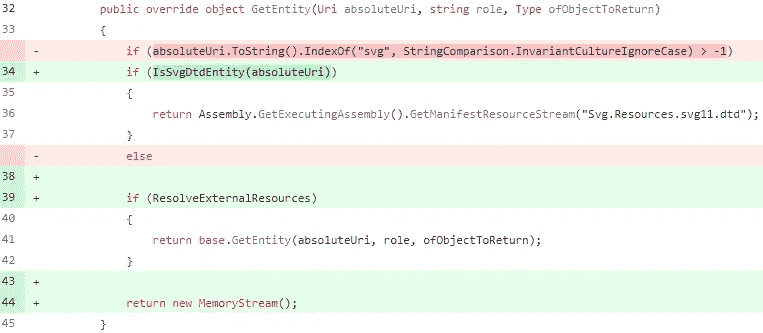 32 public override object GetEntity(Uri absoluteUri, string role, Type ofObjectToReturn)
33 {
- if (absoluteUri.ToString().IndexOf("svg", StringComparison.InvariantCultureIgnoreCase) > -1)
34 + if (IsSvgDtdEntity(absoluteUri))
35 {
36 return Assembly.GetExecutingAssembly().GetManifestResourceStream("Svg.Resources.svg11.dtd");
37 }
- else
38 +
39 + if (ResolveExternalResources)
40 {
41 return base.GetEntity(absoluteUri, role, ofObjectToReturn);
42 }
43 +
44 + return new MemoryStream();
45 }